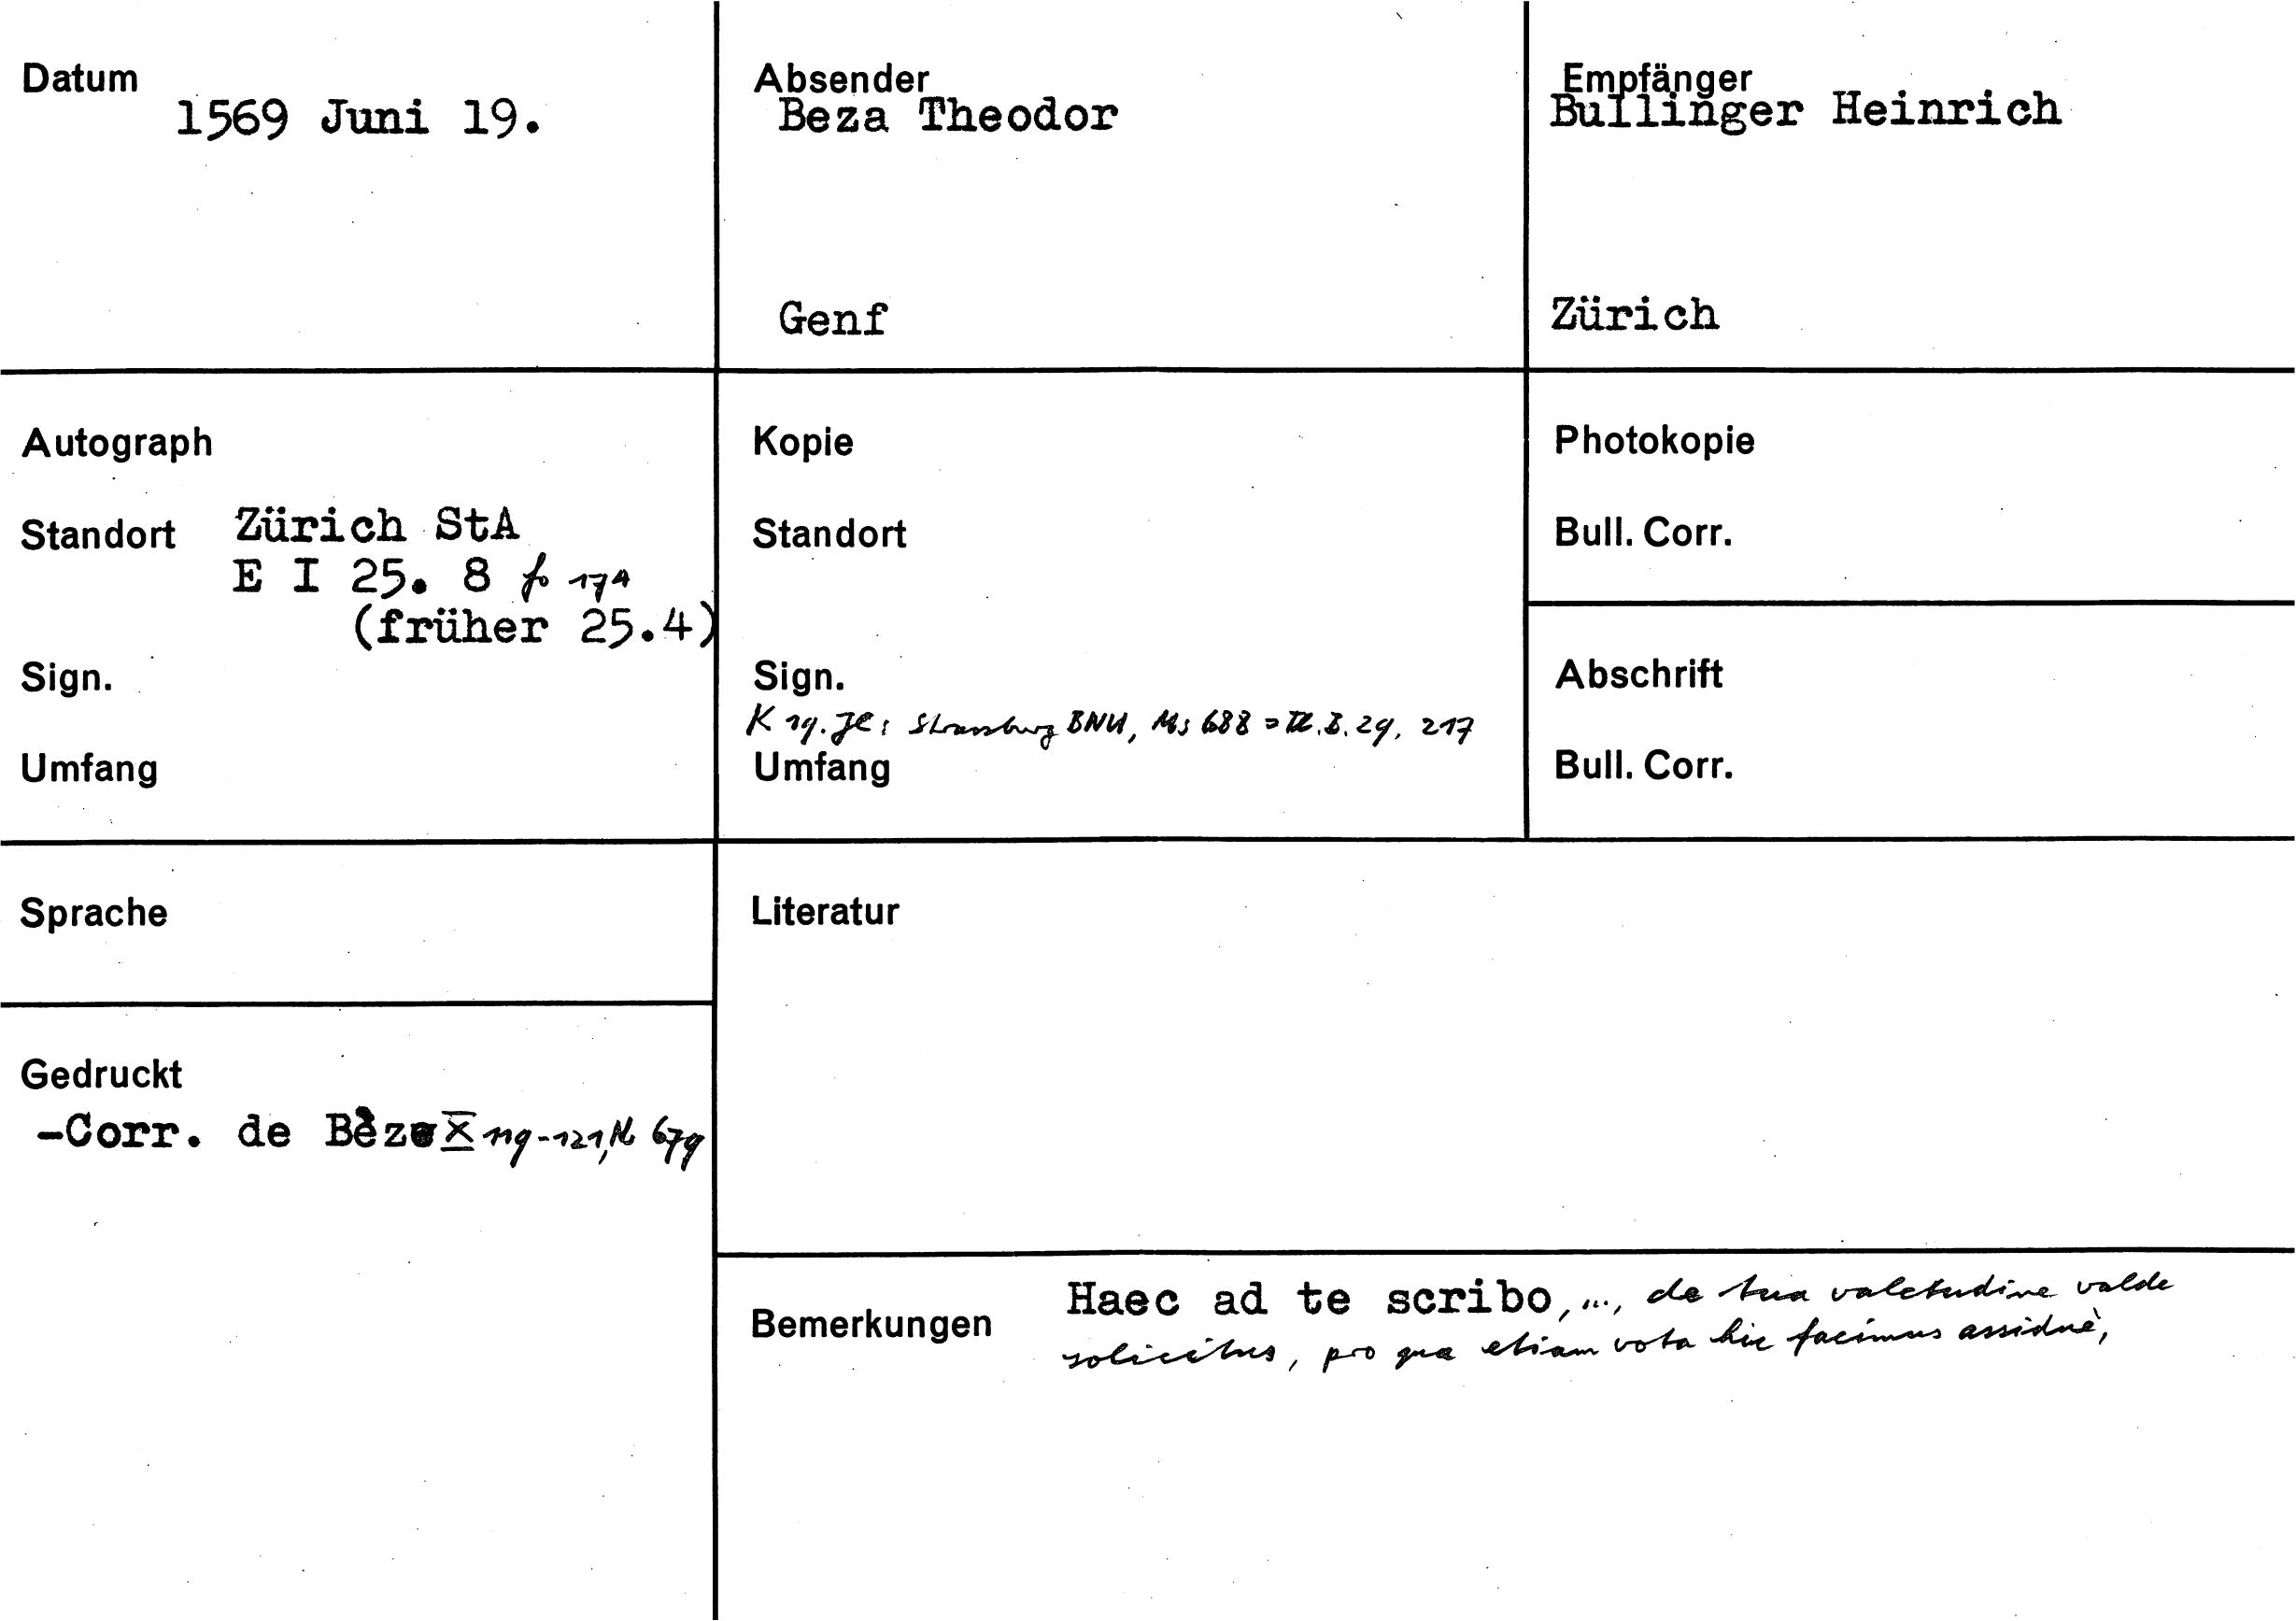 Datum
1569 Juni 19.
Absender
Beza Theodor
Genf
Empfänger
Bullinger Heinrich
Zürich
Autograph
Standort Zürich StA
E I 25. 8 fo 174
(früher 25.4)
Sign.
Umfang
Kopie
Standort
Sign.
K 19. Jh: Strassburg BNU, Ms 688 = 29, 217
Umfang
Photokopie
Bull. Corr.
Abschrift
Bull. Corr.
Sprache
Gedruckt
-Corr. de Bèze X 119-121, N 679
Literatur
Bemerkungen
Haec ad te scribo, ..., de tua valetudine valde
solicitus, pro qua etiam vota hic facimus assiduè,